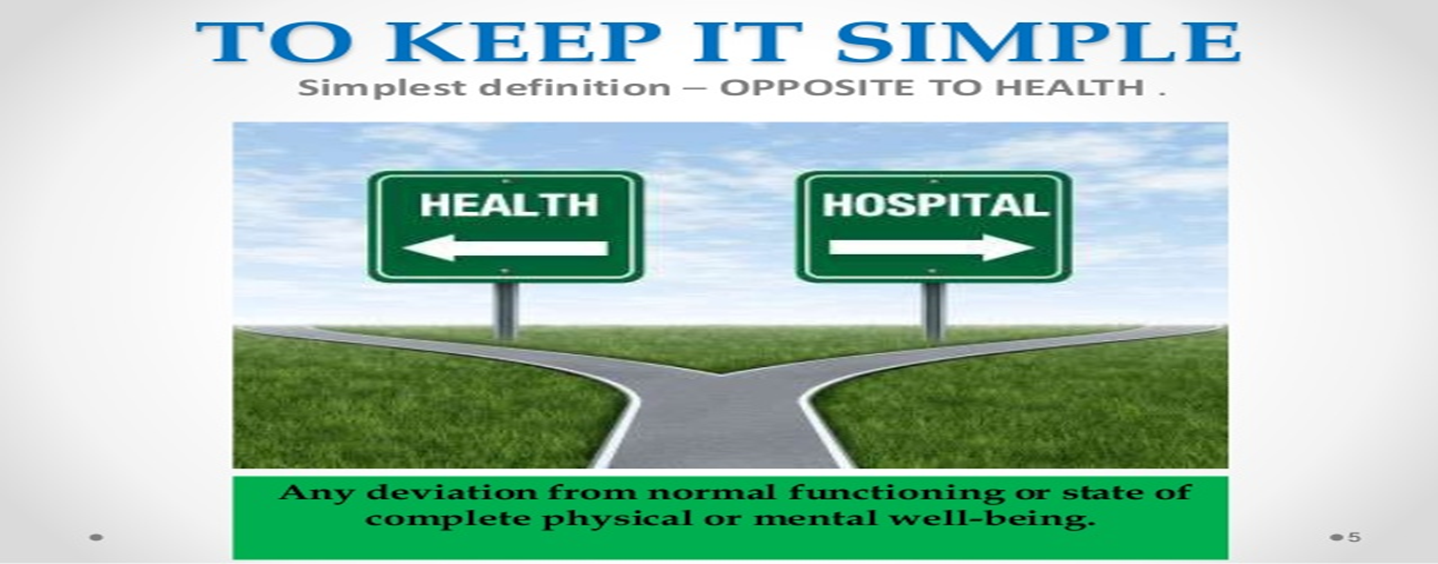 TO KEEP IT SIMPLE
Simplest definition – OPPOSITE TO HEALTH .
HEALTH
HOSPITAL
Any deviation from normal functioning or state of
complete physical or mental well-being.
5